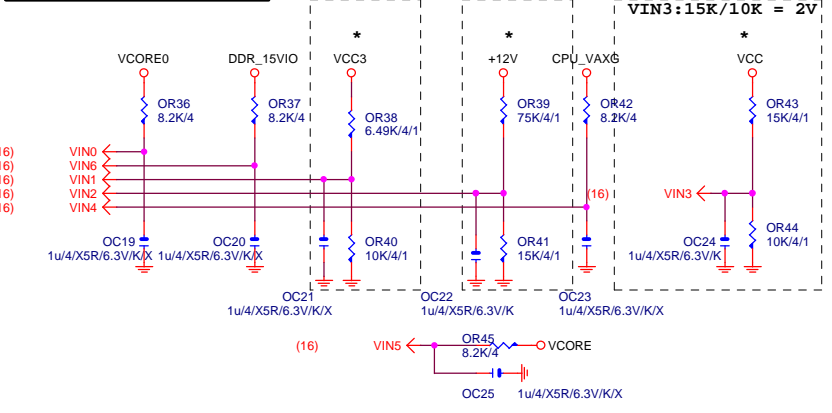 VIN3:15K/10K = 2V
* * *
VCORE0 DDR_15VIO VCC3 +12V CPU_VAXG VCC
OR36 OR37 OR38 OR39 OR42 OR43
8.2K/4 8.2K/4 6.49K/4/1 75K/4/1 8.2K/4 15K/4/1
VIN0
VIN6
VIN1
VIN2 (16) VIN3
VIN4
OC19 OC20 OR40 OR41 OC24 OR44
1u/4/X5R/6.3V/K/X 1u/4/X5R/6.3V/K/X 10K/4/1 15K/4/1 1u/4/X5R/6.3V/K 10K/4/1
OC21 OC22 OC23
1u/4/X5R/6.3V/K/X 1u/4/X5R/6.3V/K 1u/4/X5R/6.3V/K/X
(16) VIN5 OR45 VCORE
8.2K/4
OC25 1u/4/X5R/6.3V/K/X